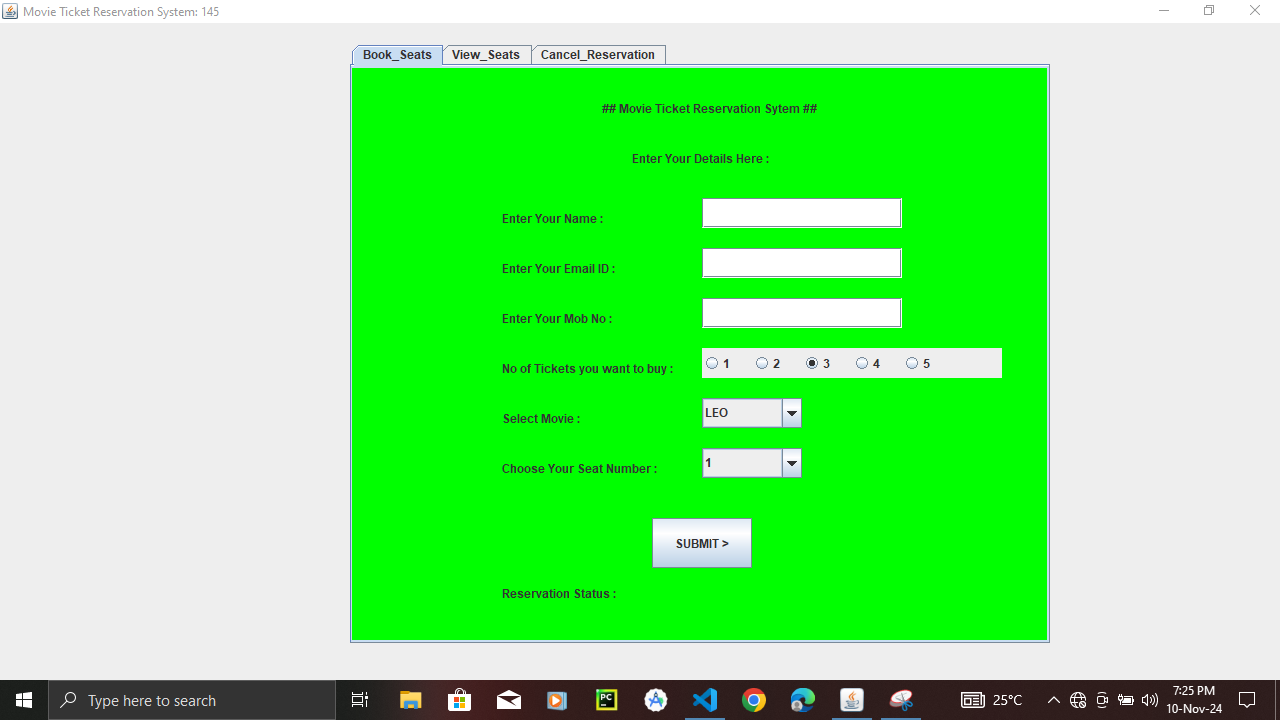 Movie Ticket Reservation System: 145
Book_Seats View_Seats Cancel_Reservation
## Movie Ticket Reservation Sytem ##
Enter Your Details Here :
Enter Your Name :
Enter Your Email ID :
Enter Your Mob No :
No of Tickets you want to buy : 1 2 3 4 5
Select Movie : LEO
Choose Your Seat Number : 1
SUBMIT >
Reservation Status :
Type here to search
PC
25°C
7:25 PM
10-Nov-24